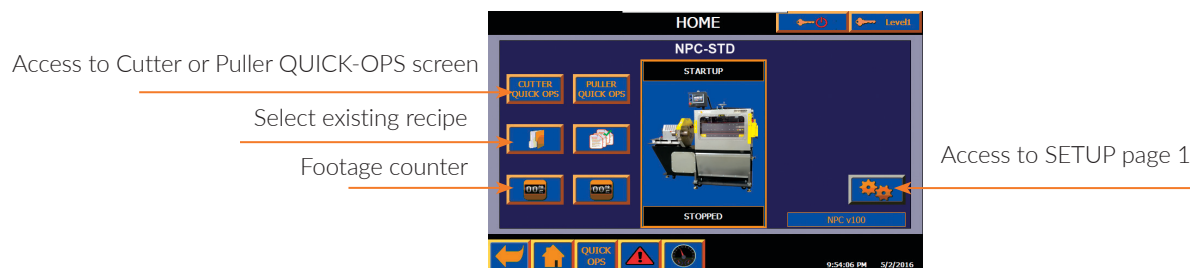 HOME
Level1
NPC-STD
Access to Cutter or Puller QUICK-OPS screen
STARTUP
CUTTER
QUICK OPS
PULLER
QUICK OPS
Select existing recipe
Footage counter
Access to SETUP page 1
002
002
STOPPED
NPC v100
QUICK
OPS
9:54:06 PM 5/2/2016